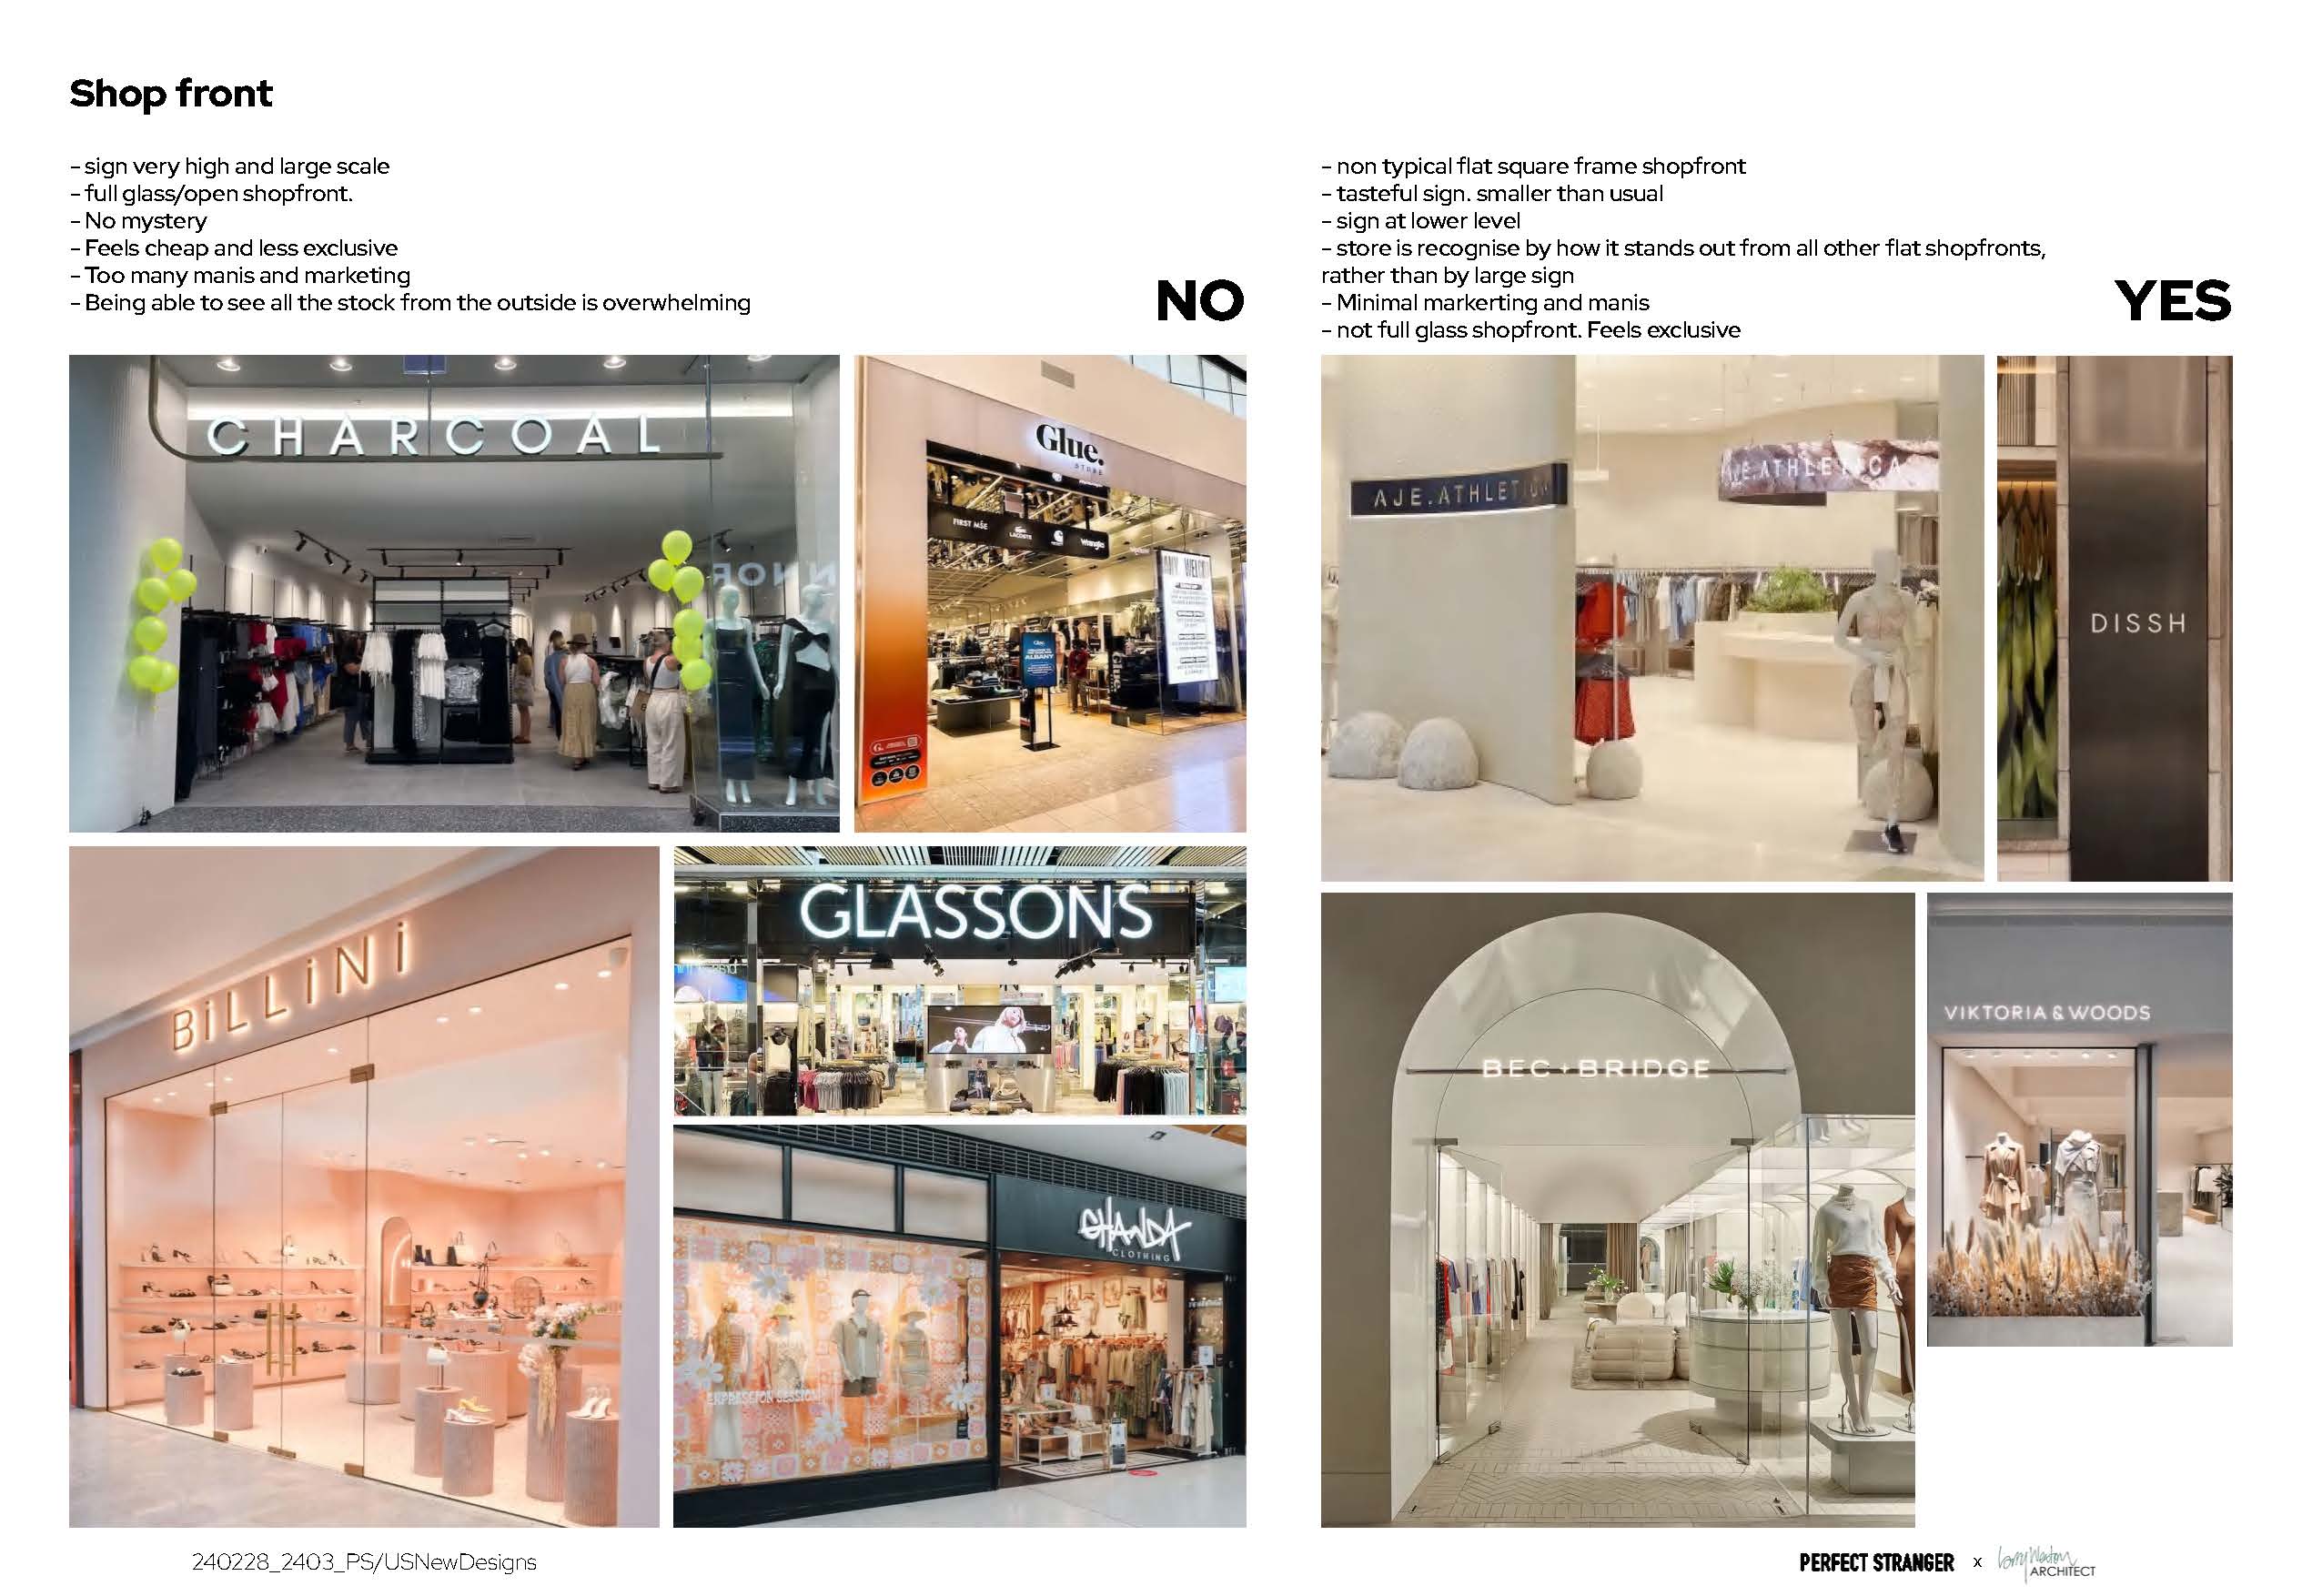 Shop front
- sign very high and large scale
- full glass/open shopfront.
- No mystery
- Feels cheap and less exclusive
- Too many manis and marketing
- Being able to see all the stock from the outside is overwhelming
NO
- non typical flat square frame shopfront
- tasteful sign. smaller than usual
- sign at lower level
- store is recognise by how it stands out from all other flat shopfronts,
rather than by large sign
- Minimal markerting and manis
- not full glass shopfront. Feels exclusive
YES
CHARCOAL
Glue.
STORE
FIRST MSE
LACOSTE
Wrangler
ALBANY
AJE.ATHLETICA
DISSH
BiLLiNi
GLASSONS
GHANDA
CLOTHING
EXPRESSION SESSION
BEC+BRIDGE
VIKTORIA & WOODS
240228_2403_PS/USNewDesigns
PERFECT STRANGER x
ARCHITECT